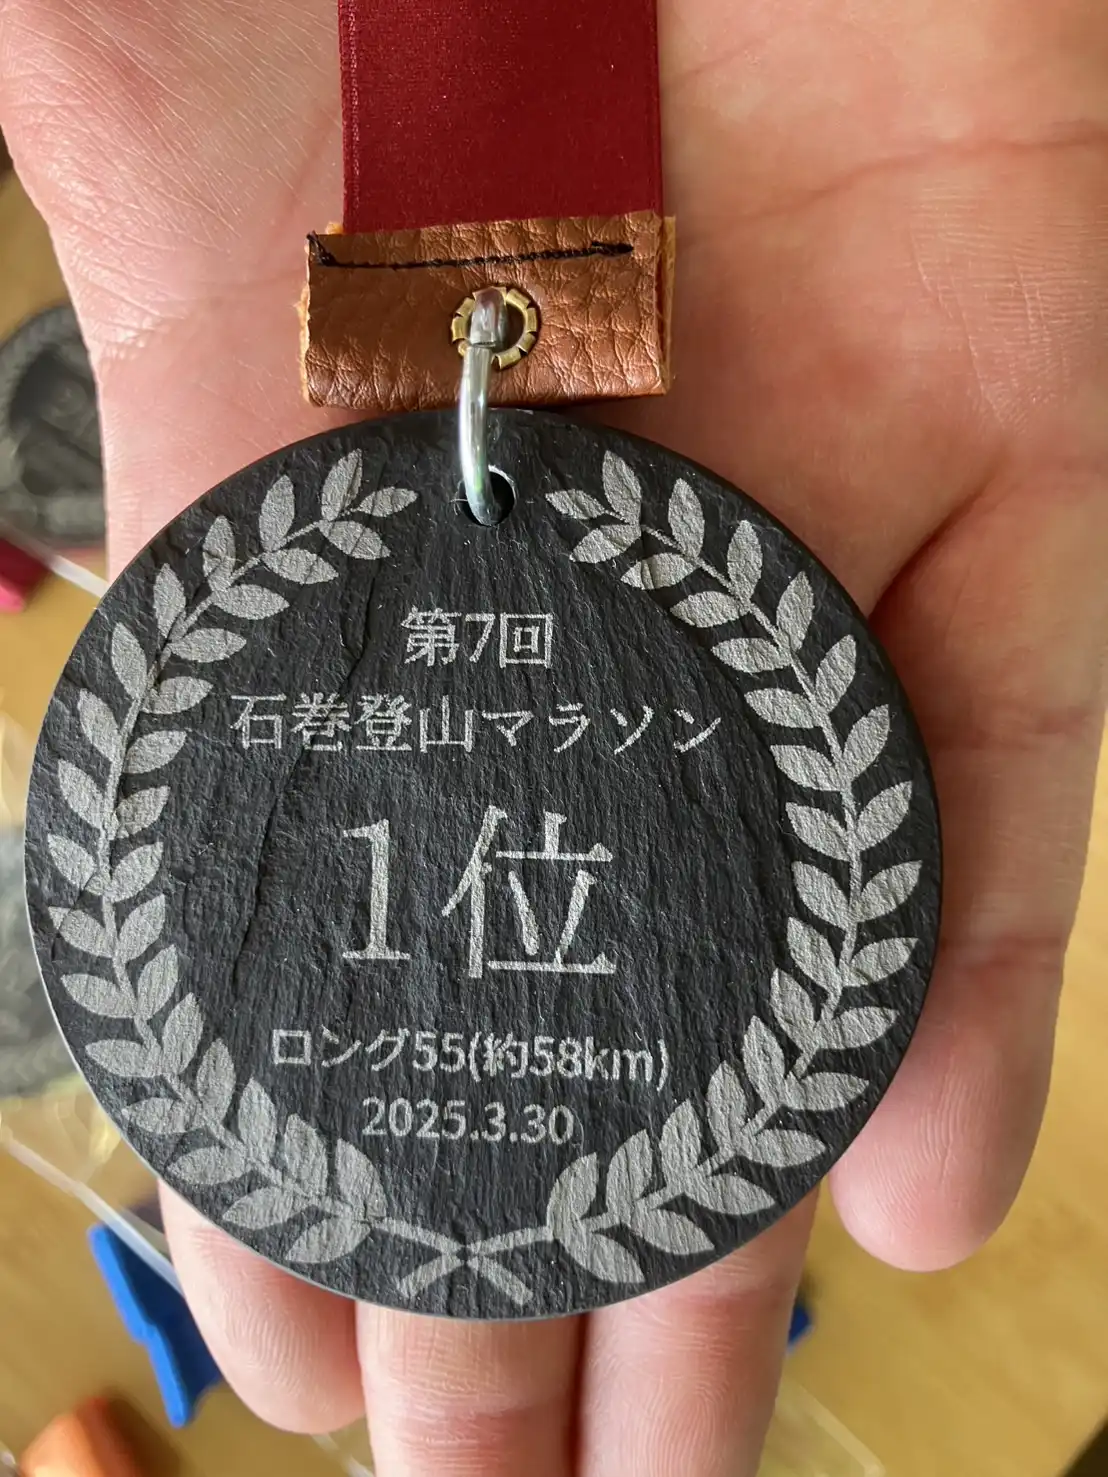 第7回
石巻登山マラソン
1位
ロング55(約58km)
2025.3.30